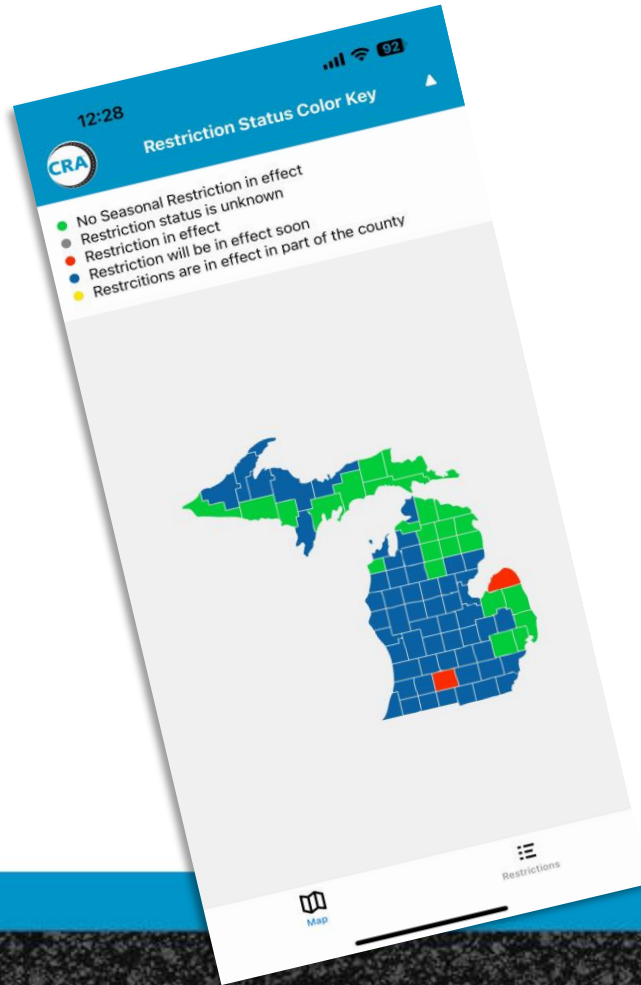 12:28
92
CRA
Restriction Status Color Key
No Seasonal Restriction in effect
Restriction status is unknown
Restriction in effect
Restriction will be in effect soon
Restrcitions are in effect in part of the county
Map
Restrictions